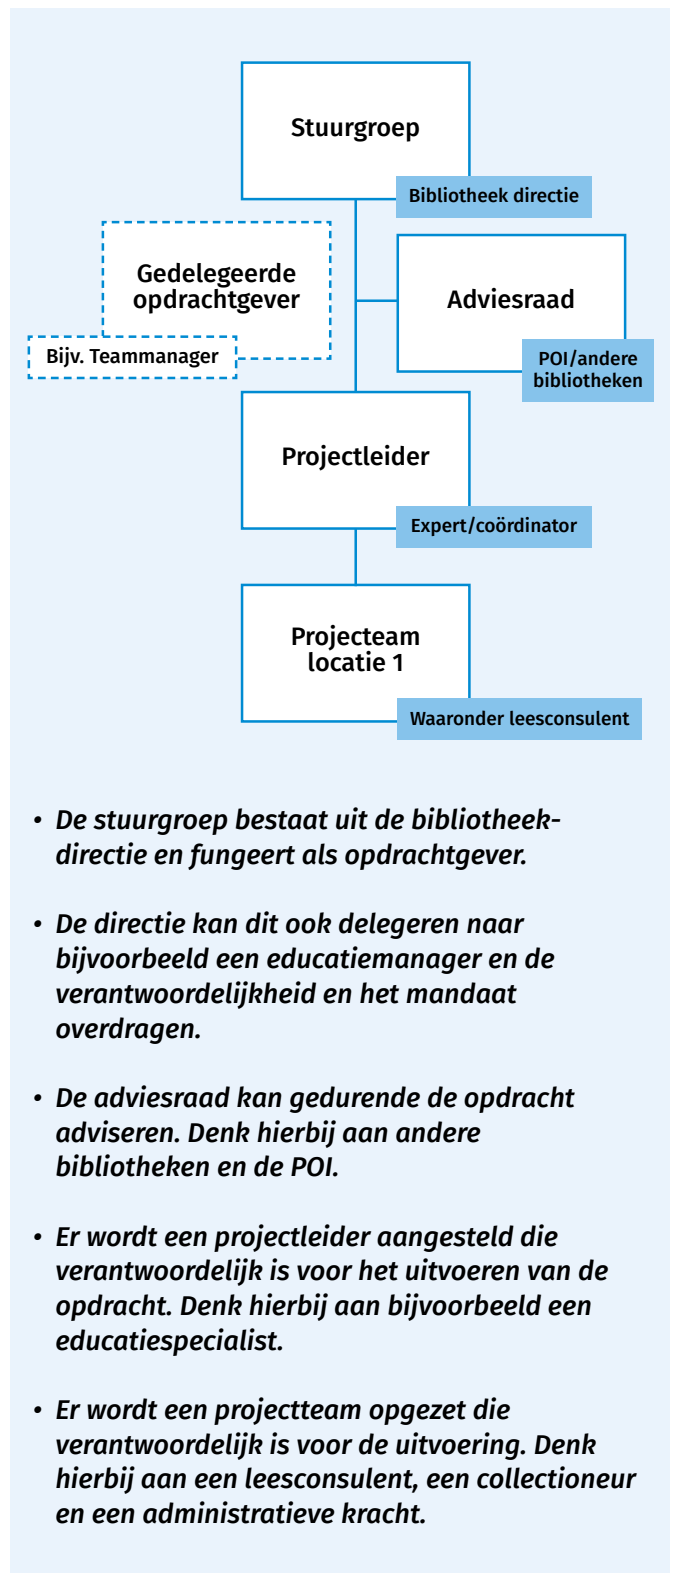 Stuurgroep
Bibliotheek directie
Gedelegeerde
opdrachtgever
Bijv. Teammanager
Adviesraad
POI/andere
bibliotheken
Projectleider
Expert/coördinator
Projecteam
locatie 1
Waaronder leesconsulent
• De stuurgroep bestaat uit de bibliotheek-
directie en fungeert als opdrachtgever.
• De directie kan dit ook delegeren naar
bijvoorbeeld een educatiemanager en de
verantwoordelijkheid en het mandaat
overdragen.
• De adviesraad kan gedurende de opdracht
adviseren. Denk hierbij aan andere
bibliotheken en de POI.
• Er wordt een projectleider aangesteld die
verantwoordelijk is voor het uitvoeren van de
opdracht. Denk hierbij aan bijvoorbeeld een
educatiespecialist.
• Er wordt een projectteam opgezet die
verantwoordelijk is voor de uitvoering. Denk
hierbij aan een leesconsulent, een collectioneur
en een administratieve kracht.